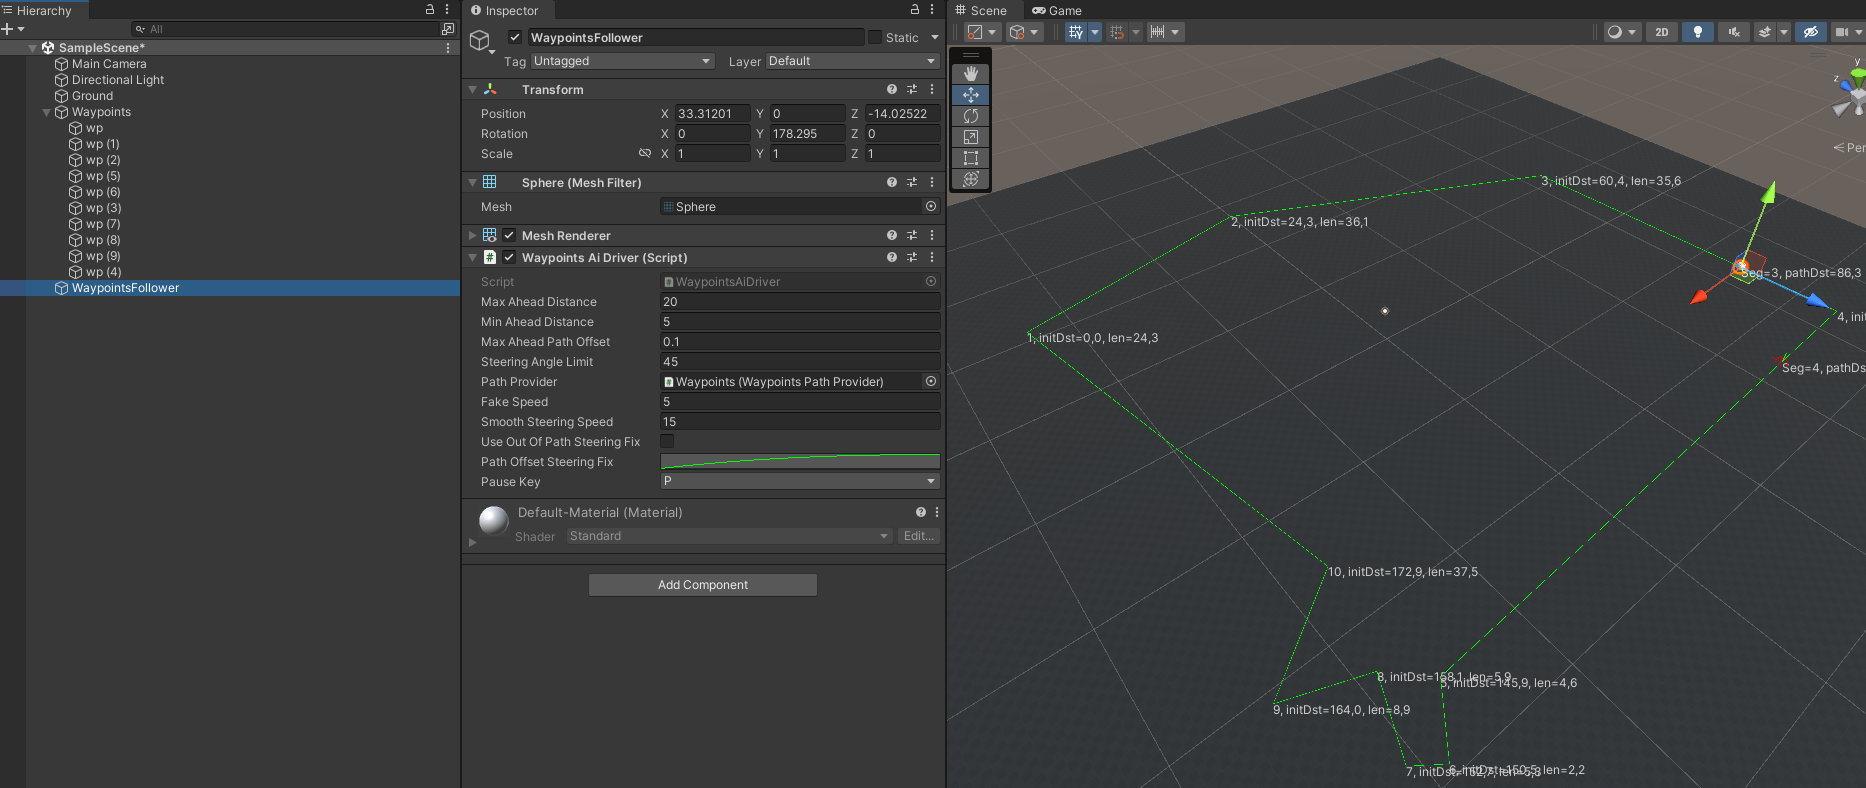 Hierarchy
All
SampleScene*
Main Camera
Directional Light
Ground
Waypoints
wp
wp (1)
wp (2)
wp (5)
wp (6)
wp (3)
wp (7)
wp (8)
wp (9)
wp (4)
WaypointsFollower
Inspector
WaypointsFollower
Static
Tag Untagged Layer Default
Transform
Position X 33.31201 Y 0 Z -14.02522
Rotation X 0 Y 178.295 Z 0
Scale X 1 Y 1 Z 1
Sphere (Mesh Filter)
Mesh Sphere
Mesh Renderer
Waypoints Ai Driver (Script)
Script WaypointsAiDriver
Max Ahead Distance 20
Min Ahead Distance 5
Max Ahead Path Offset 0.1
Steering Angle Limit 45
Path Provider Waypoints (Waypoints Path Provider)
Fake Speed 5
Smooth Steering Speed 15
Use Out Of Path Steering Fix
Path Offset Steering Fix
Pause Key P
Default-Material (Material)
Shader Standard Edit...
Add Component
Scene Game
2D
y
z
Per
3, initDst=60,4, len=35,6
2, initDst=24,3, len=36,1
Seg=3, pathDst=86,3
4, init
1, initDst=0,0, len=24,3
Seg=4, pathDs
10, initDst=172,9, len=37,5
8, initDst=158,1, len=5,9
5, initDst=145,9, len=4,6
9, initDst=164,0, len=8,9
6, initDst=150,5, len=2,2
7, initDst=152,7,